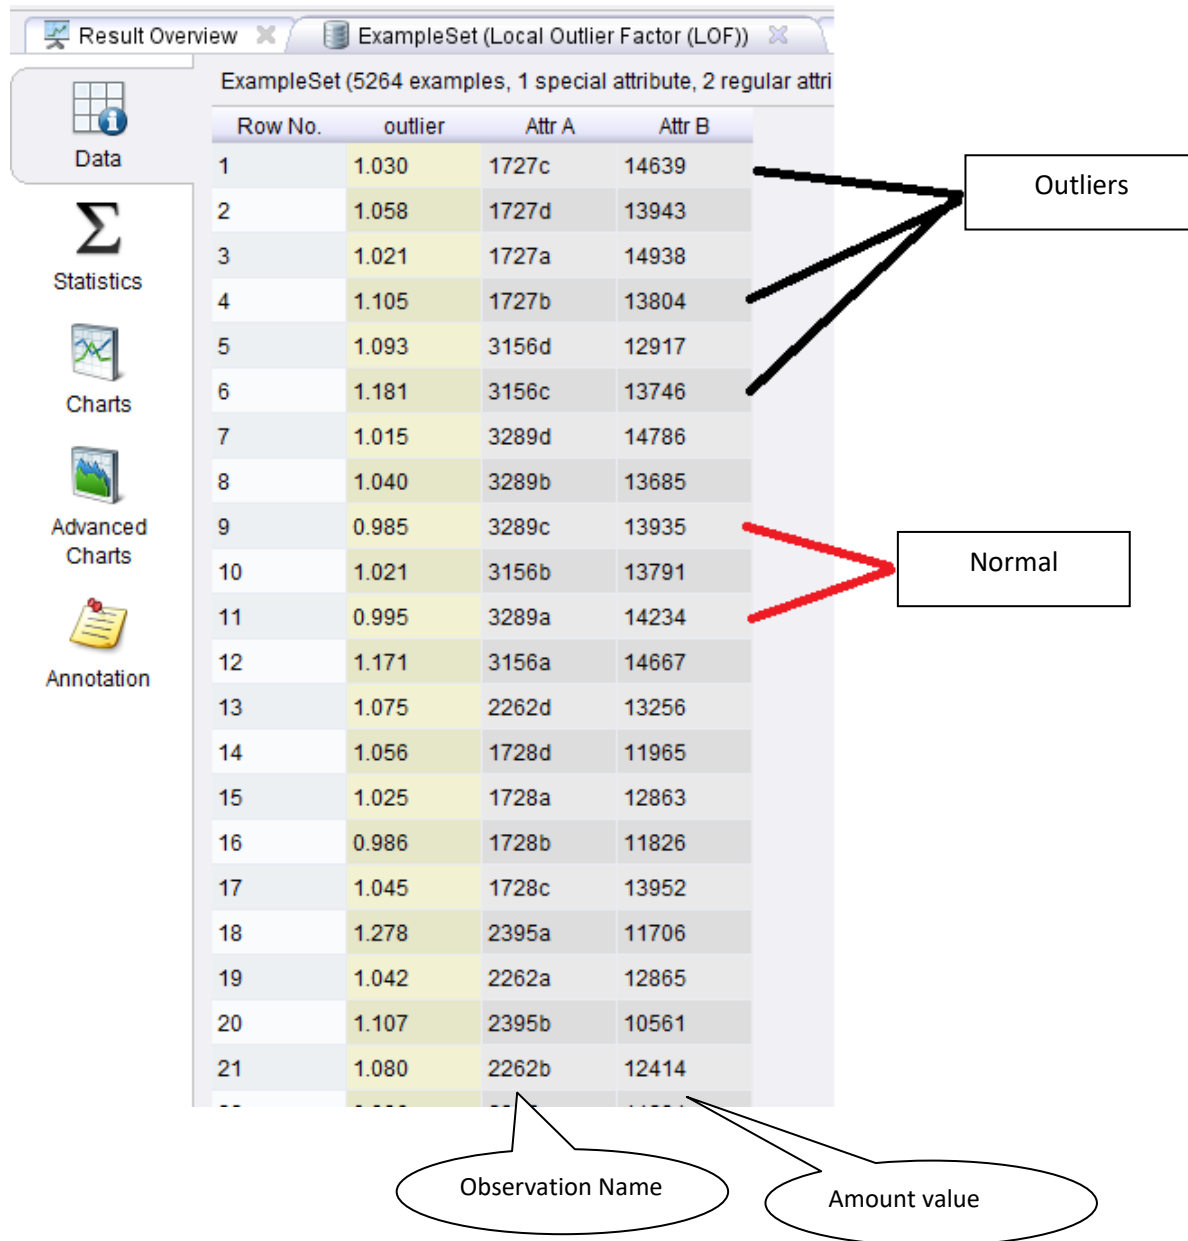 Result Overview
ExampleSet (Local Outlier Factor (LOF))
ExampleSet (5264 examples, 1 special attribute, 2 regular attri
Data
Statistics
Charts
Advanced
Charts
Annotation
Row No. outlier Attr A Attr B
1 1.030 1727c 14639
2 1.058 1727d 13943
3 1.021 1727a 14938
4 1.105 1727b 13804
5 1.093 3156d 12917
6 1.181 3156c 13746
7 1.015 3289d 14786
8 1.040 3289b 13685
9 0.985 3289c 13935
10 1.021 3156b 13791
11 0.995 3289a 14234
12 1.171 3156a 14667
13 1.075 2262d 13256
14 1.056 1728d 11965
15 1.025 1728a 12863
16 0.986 1728b 11826
17 1.045 1728c 13952
18 1.278 2395a 11706
19 1.042 2262a 12865
20 1.107 2395b 10561
21 1.080 2262b 12414
Outliers
Normal
Observation Name
Amount value